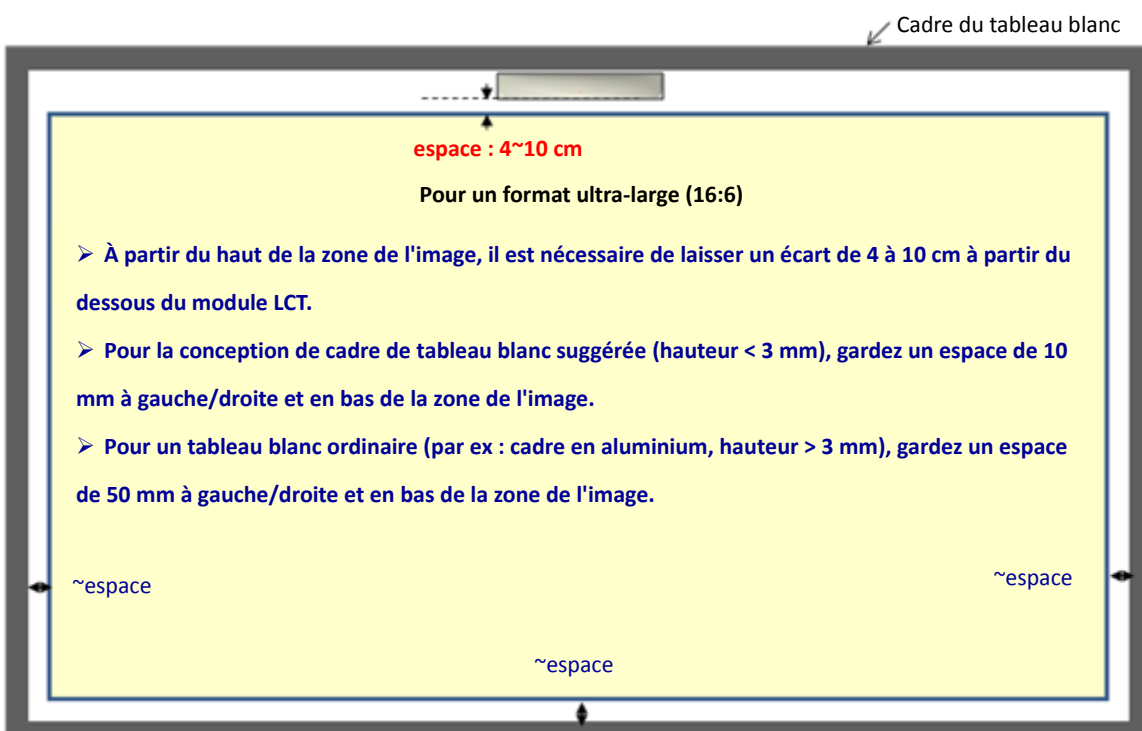 Cadre du tableau blanc
espace : 4~10 cm
Pour un format ultra-large (16:6)
➢ À partir du haut de la zone de l'image, il est nécessaire de laisser un écart de 4 à 10 cm à partir du
dessous du module LCT.
➢ Pour la conception de cadre de tableau blanc suggérée (hauteur < 3 mm), gardez un espace de 10
mm à gauche/droite et en bas de la zone de l'image.
➢ Pour un tableau blanc ordinaire (par ex : cadre en aluminium, hauteur > 3 mm), gardez un espace
de 50 mm à gauche/droite et en bas de la zone de l'image.
~espace
~espace
~espace